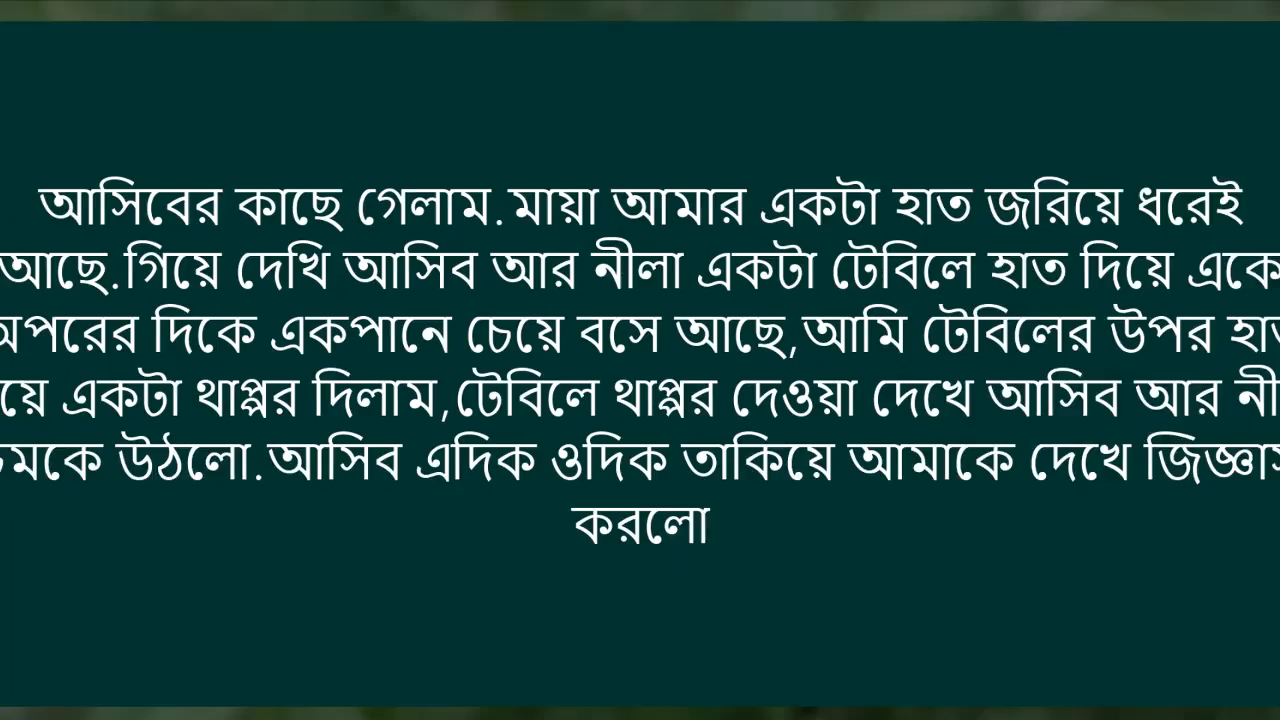 আসিবের কাছে গেলাম.মায়া আমার একটা হাত জরিয়ে ধরেই
আছে.গিয়ে দেখি আসিব আর নীলা একটা টেবিলে হাত দিয়ে একে
অপরের দিকে একপানে চেয়ে বসে আছে,আমি টেবিলের উপর হাত
য়ে একটা থাপ্পর দিলাম,টেবিলে থাপ্পর দেওয়া দেখে আসিব আর নী
চমকে উঠলো.আসিব এদিক ওদিক তাকিয়ে আমাকে দেখে জিজ্ঞাস
করলো